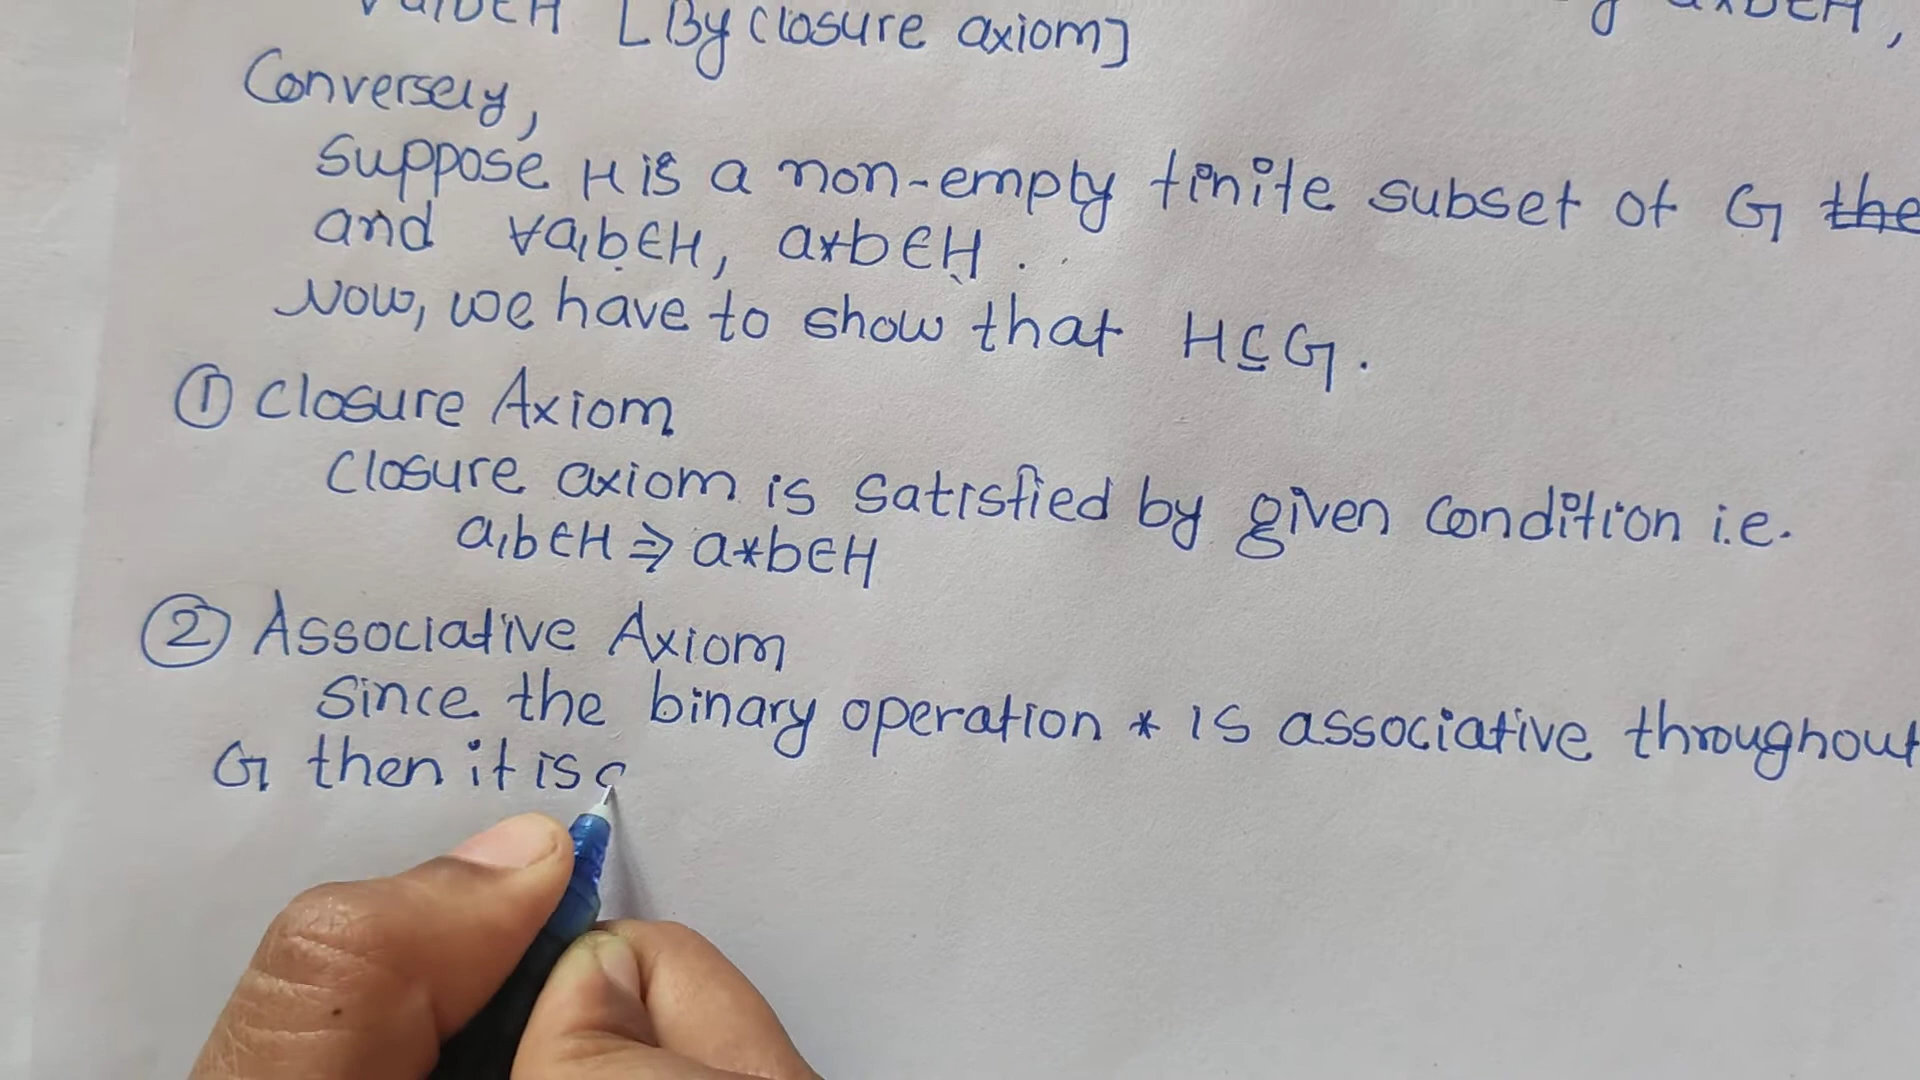 ∀a,b∈H [By closure axiom] a*b∈H,
Conversely,
suppose H is a non-empty finite subset of G the
and ∀a,b∈H, a*b∈H.
Now, we have to show that H⊆G.
① Closure Axiom
Closure axiom is satisfied by given condition i.e.
a,b∈H ⇒ a*b∈H
② Associative Axiom
Since the binary operation * is associative throughout
G then it is a